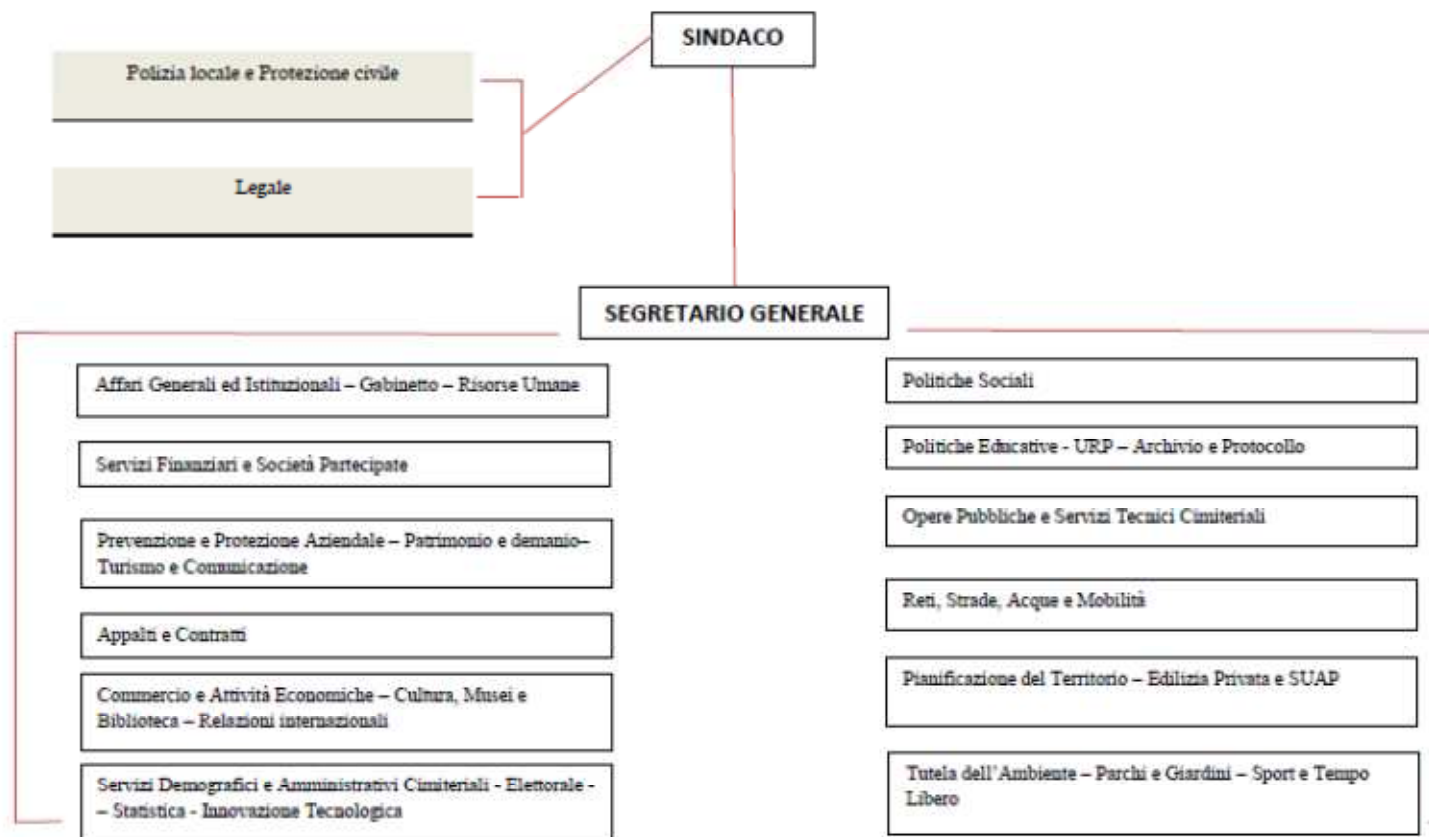 SINDACO
Polizia locale e Protezione civile
Legale
SEGRETARIO GENERALE
Affari Generali ed Istituzionali – Gabinetto – Risorse Umane
Servizi Finanziari e Società Partecipate
Prevenzione e Protezione Aziendale – Patrimonio e demanio–
Turismo e Comunicazione
Appalti e Contratti
Commercio e Attività Economiche – Cultura, Musei e
Biblioteca – Relazioni internazionali
Servizi Demografici e Amministrativi Cimiteriali - Elettorale -
– Statistica - Innovazione Tecnologica
Politiche Sociali
Politiche Educative - URP – Archivio e Protocollo
Opere Pubbliche e Servizi Tecnici Cimiteriali
Reti, Strade, Acque e Mobilità
Pianificazione del Territorio – Edilizia Privata e SUAP
Tutela dell’Ambiente – Parchi e Giardini – Sport e Tempo
Libero